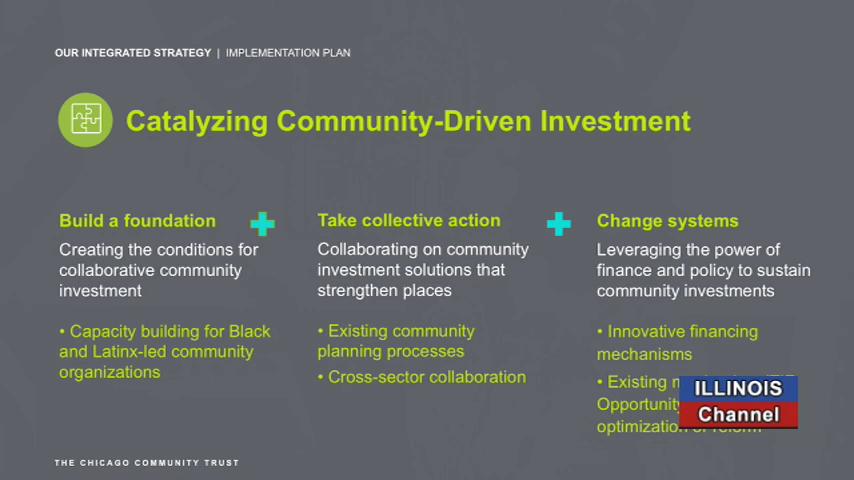 OUR INTEGRATED STRATEGY | IMPLEMENTATION PLAN
Catalyzing Community-Driven Investment
Build a foundation
Creating the conditions for
collaborative community
investment
• Capacity building for Black
and Latinx-led community
organizations
Take collective action
Collaborating on community
investment solutions that
strengthen places
• Existing community
planning processes
• Cross-sector collaboration
Change systems
Leveraging the power of
finance and policy to sustain
community investments
• Innovative financing
mechanisms
• Existing
Opportunity
optimization or reform
ILLINOIS
Channel
THE CHICAGO COMMUNITY TRUST